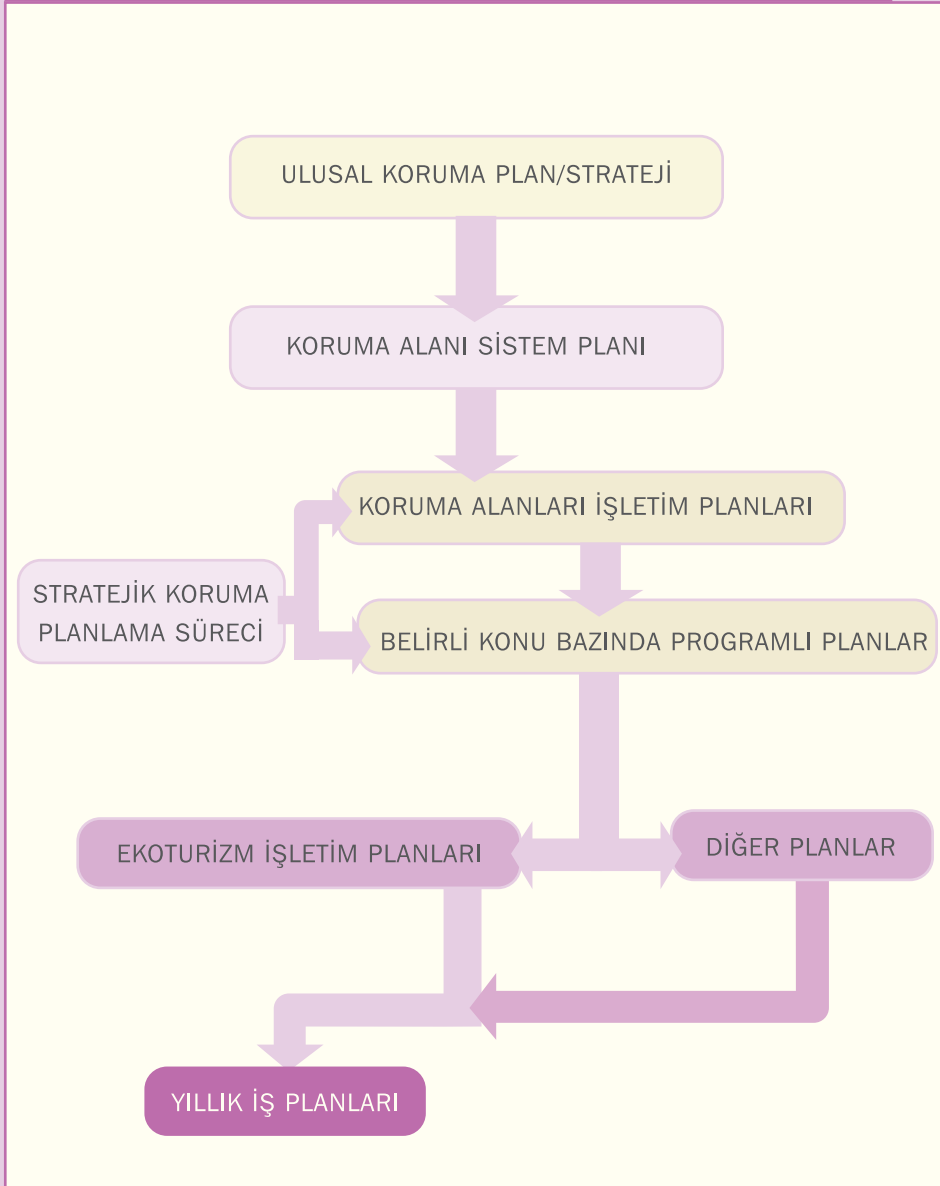 ULUSAL KORUMA PLAN/STRATEJİ
KORUMA ALANI SİSTEM PLANI
KORUMA ALANLARI İŞLETİM PLANLARI
STRATEJİK KORUMA
PLANLAMA SÜRECİ
BELİRLİ KONU BAZINDA PROGRAMLI PLANLAR
EKOTURİZM İŞLETİM PLANLARI
DİĞER PLANLAR
YILLIK İŞ PLANLARI